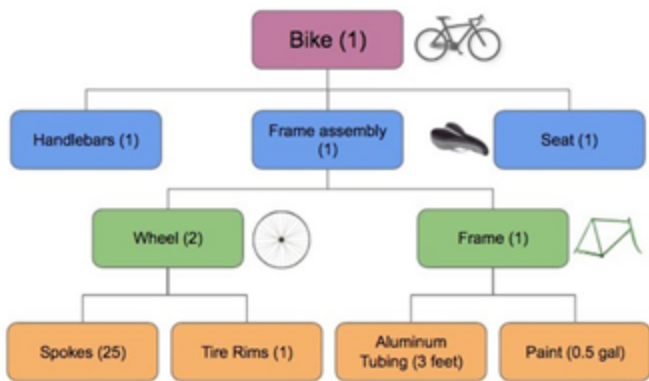 Bike (1)
Handlebars (1)
Frame assembly
(1)
Seat (1)
Wheel (2)
Frame (1)
Spokes (25)
Tire Rims (1)
Aluminum
Tubing (3 feet)
Paint (0.5 gal)